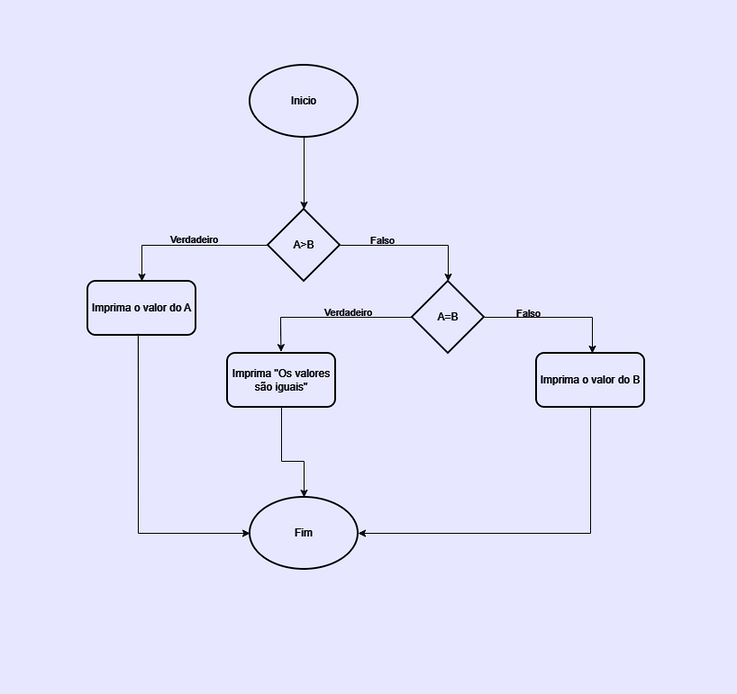 Inicio
A>B
Verdadeiro
Falso
Imprima o valor do A
A=B
Verdadeiro
Falso
Imprima "Os valores
são iguais"
Imprima o valor do B
Fim